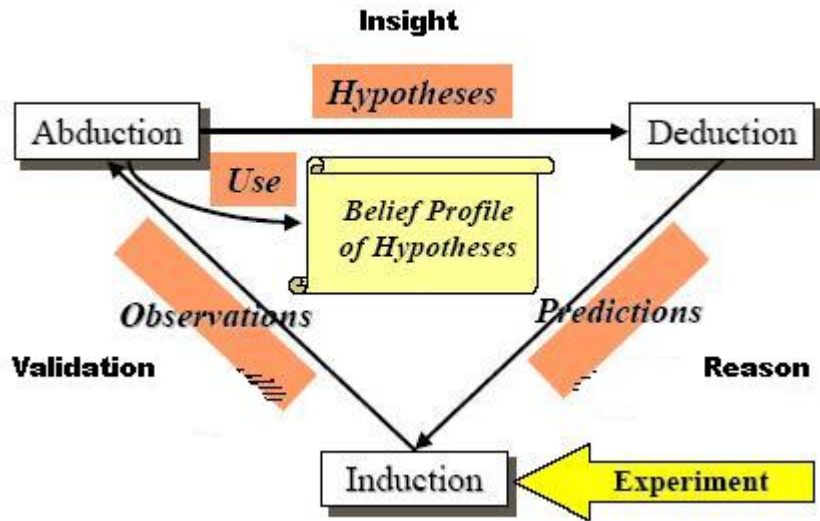 Insight
Hypotheses
Abduction
Deduction
Use
Belief Profile
of Hypotheses
Observations
Predictions
Validation
Reason
Induction
Experiment